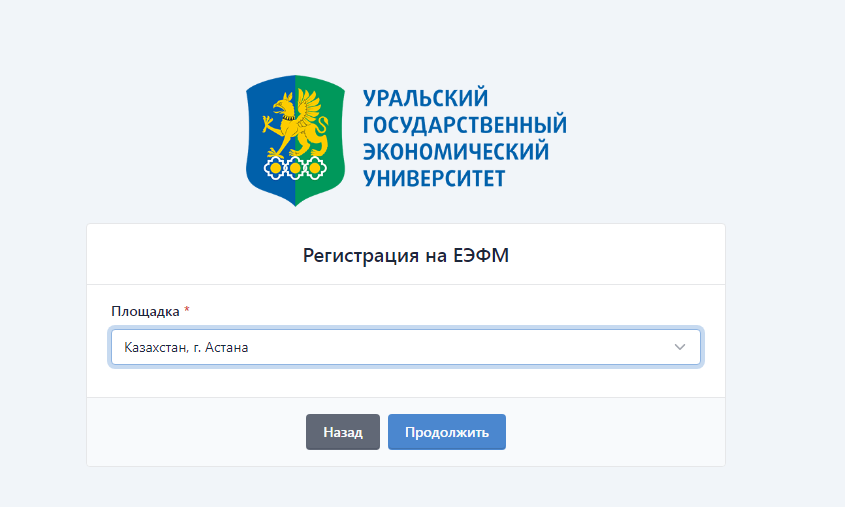 УРАЛЬСКИЙ
ГОСУДАРСТВЕННЫЙ
ЭКОНОМИЧЕСКИЙ
УНИВЕРСИТЕТ
Регистрация на ЕЭФМ
Площадка *
Казахстан, г. Астана
Назад
Продолжить